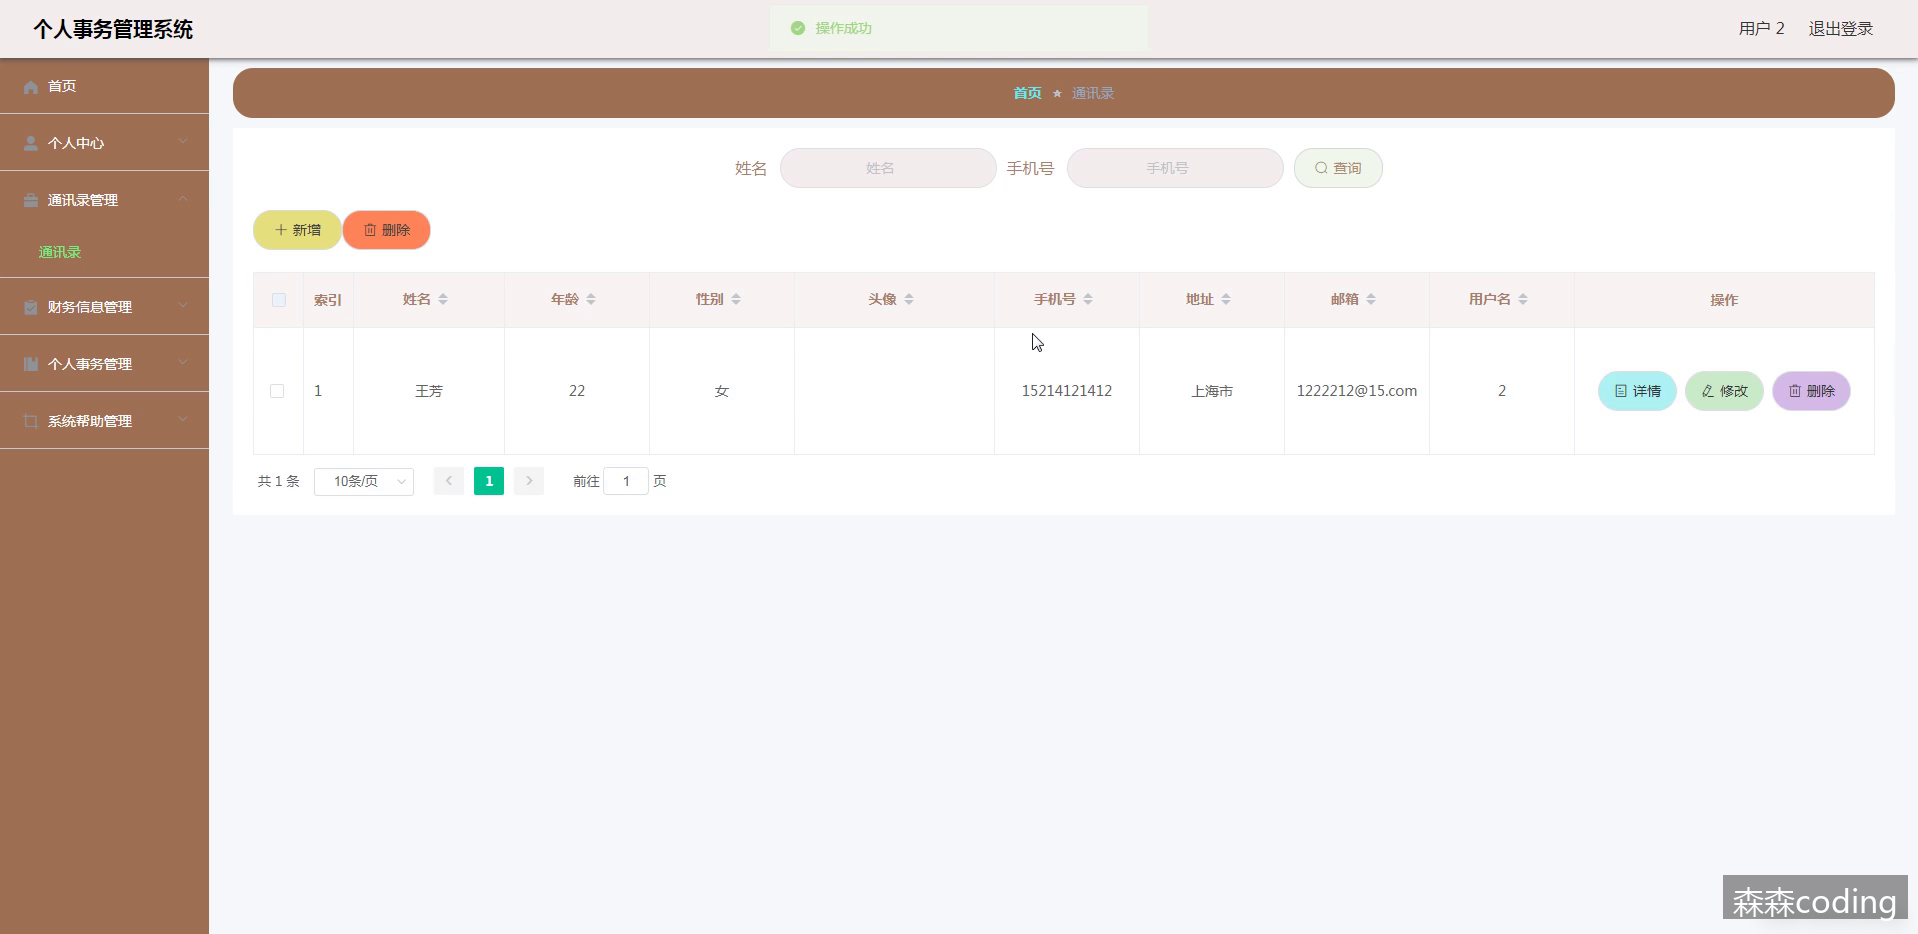 个人事务管理系统
操作成功
用户 2 退出登录
首页
个人中心
通讯录管理
通讯录
财务信息管理
个人事务管理
系统帮助管理
首页 ★ 通讯录
姓名 姓名 手机号 手机号 查询
新增 删除
索引 姓名 年龄 性别 头像 手机号 地址 邮箱 用户名 操作
1 王芳 22 女 15214121412 上海市 1222212@15.com 2 详情 修改 删除
共 1 条 10条/页 1 前往 1 页
森森coding